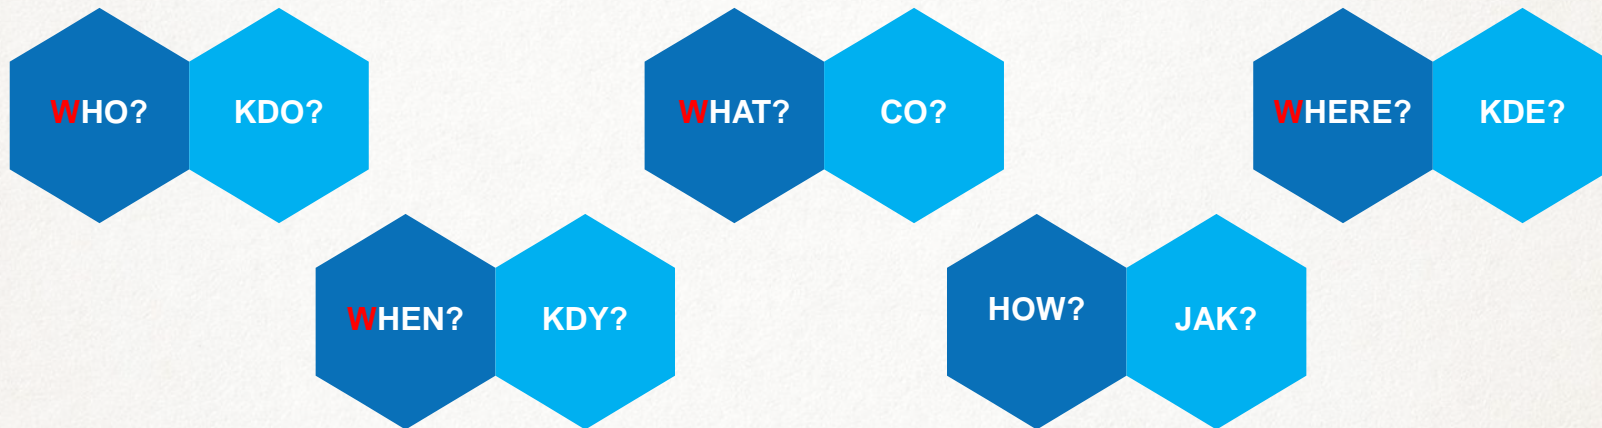 WHO?
KDO?
WHAT?
CO?
WHERE?
KDE?
WHEN?
KDY?
HOW?
JAK?